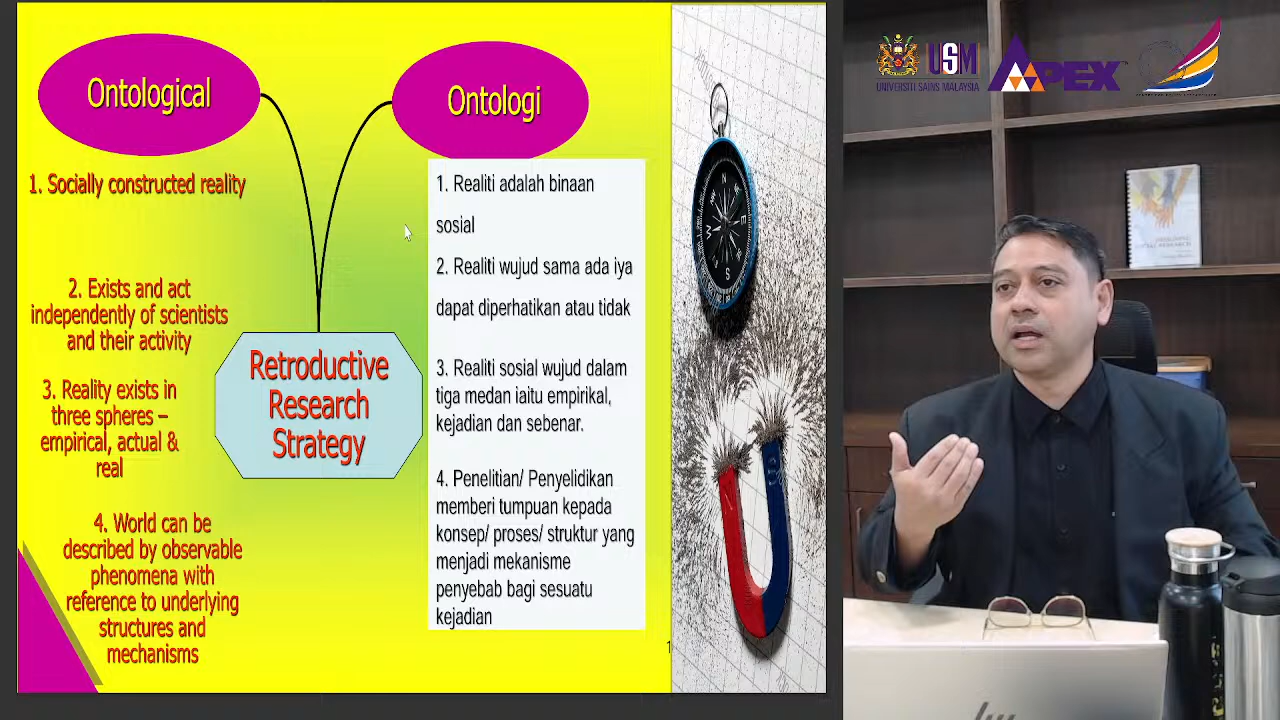 Ontological
1. Socially constructed reality
2. Exists and act
independently of scientists
and their activity
3. Reality exists in
three spheres –
empirical, actual &
real
4. World can be
described by observable
phenomena with
reference to underlying
structures and
mechanisms
Retroductive
Research
Strategy
Ontologi
1. Realiti adalah binaan
sosial
2. Realiti wujud sama ada iya
dapat diperhatikan atau tidak
3. Realiti sosial wujud dalam
tiga medan iaitu empirikal,
kejadian dan sebenar.
4. Penelitian/ Penyelidikan
memberi tumpuan kepada
konsep/ proses/ struktur yang
menjadi mekanisme
penyebab bagi sesuatu
kejadian
1
N
E
S
W
USM
UNIVERSITI SAINS MALAYSIA
APEX
hp